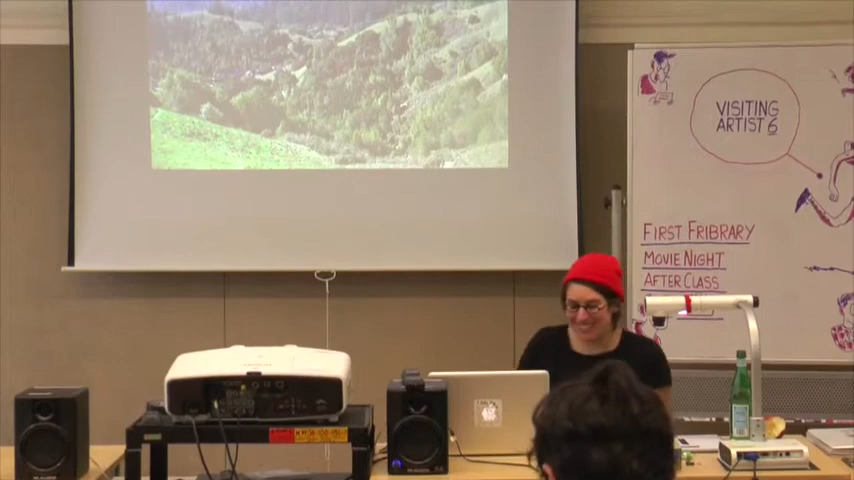 VISITING
ARTIST 6
FIRST FRIBRARY
MOVIE NIGHT
AFTER CLASS